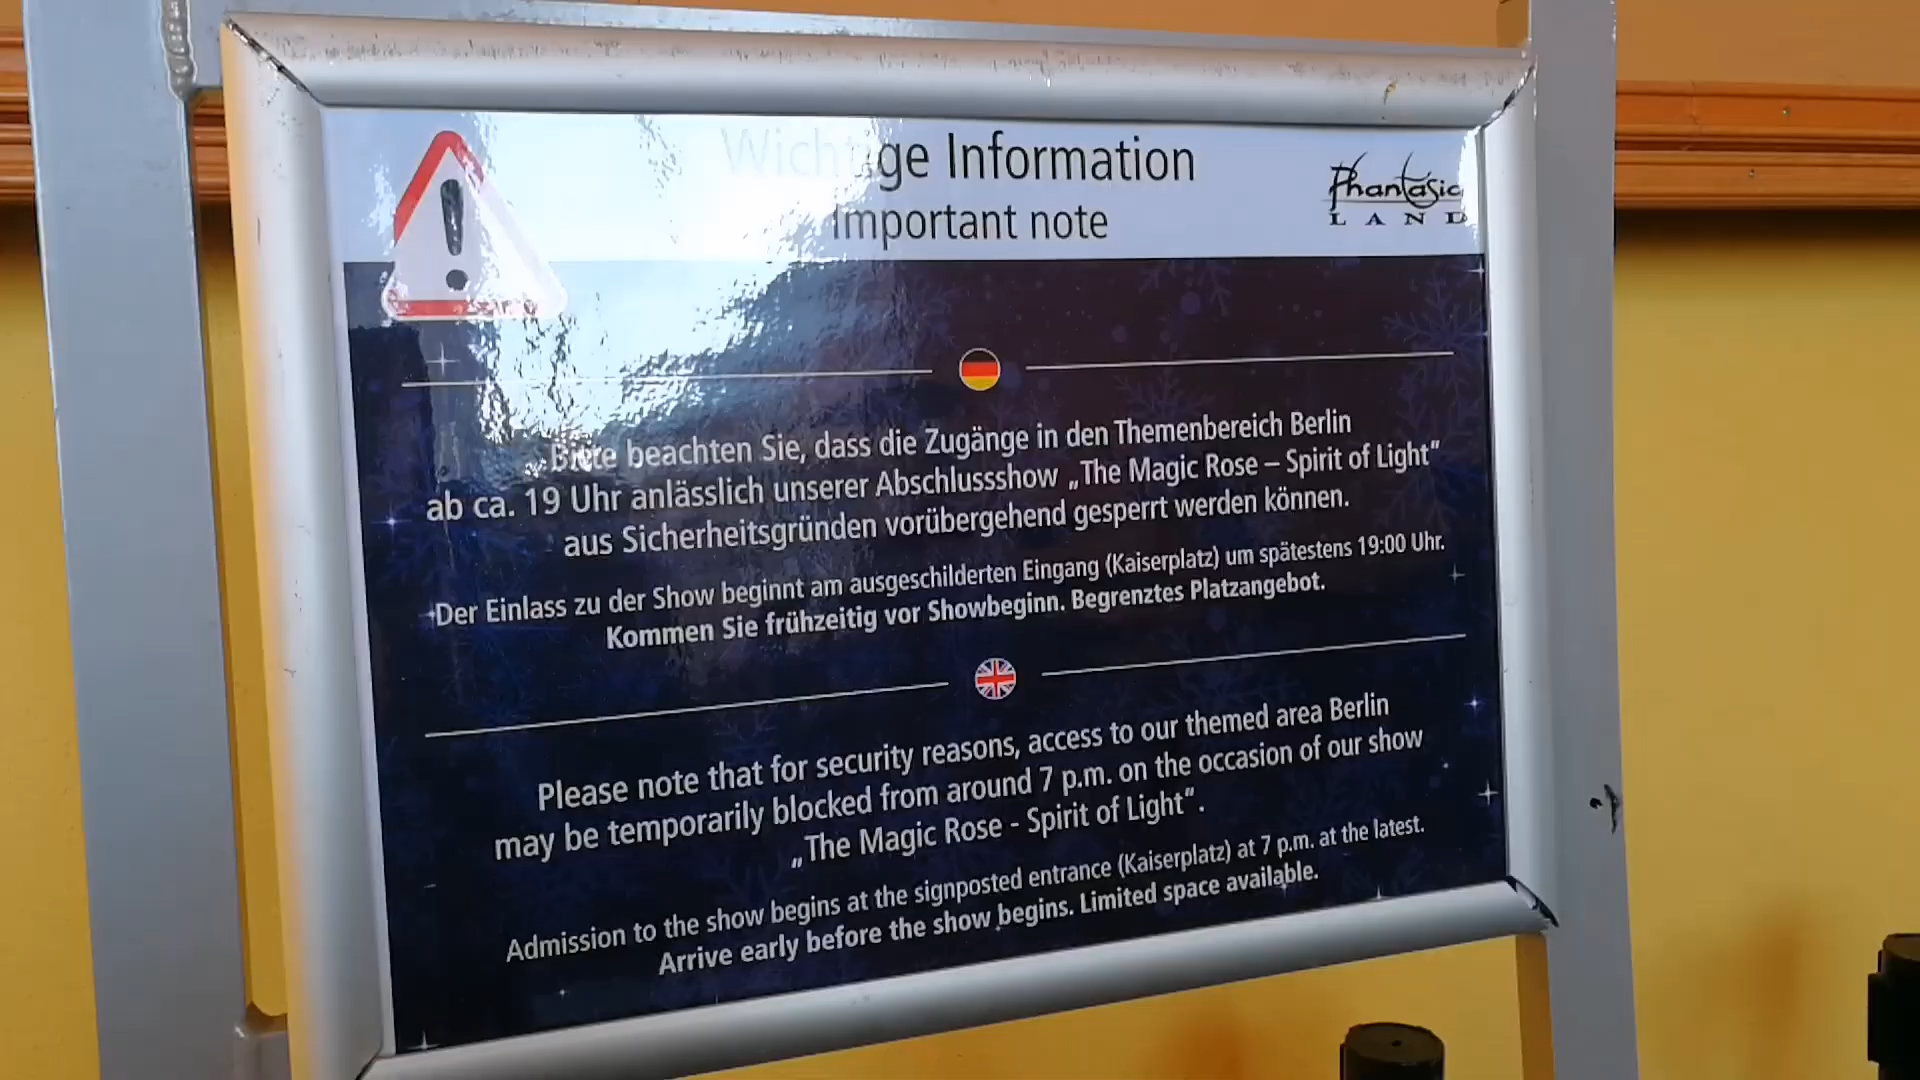 Wichtige Information
Important note
Phantasia
LAND
Bitte beachten Sie, dass die Zugänge in den Themenbereich Berlin
ab ca. 19 Uhr anlässlich unserer Abschlussshow „The Magic Rose – Spirit of Light“
aus Sicherheitsgründen vorübergehend gesperrt werden können.
Der Einlass zu der Show beginnt am ausgeschilderten Eingang (Kaiserplatz) um spätestens 19:00 Uhr.
Kommen Sie frühzeitig vor Showbeginn. Begrenztes Platzangebot.
Please note that for security reasons, access to our themed area Berlin
may be temporarily blocked from around 7 p.m. on the occasion of our show
„The Magic Rose - Spirit of Light“.
Admission to the show begins at the signposted entrance (Kaiserplatz) at 7 p.m. at the latest.
Arrive early before the show begins. Limited space available.